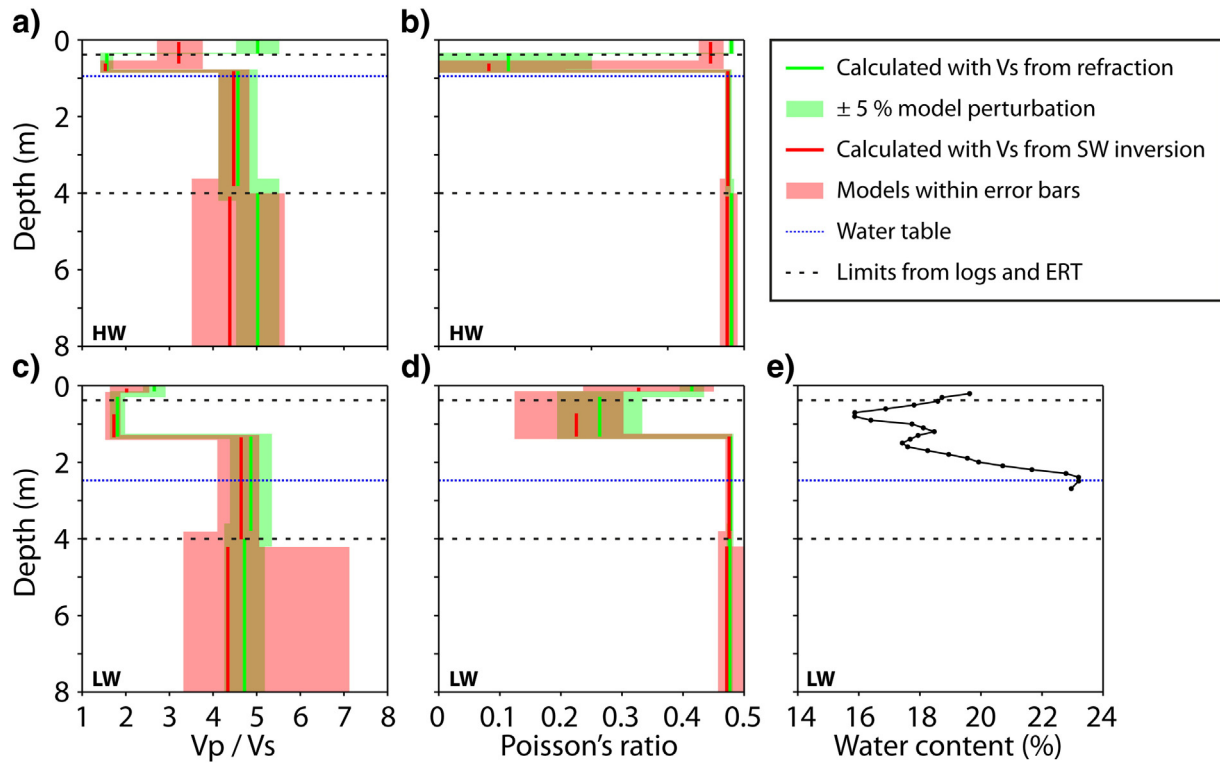 a)
b)
0
2
4
6
8
Depth (m)
HW
HW
Calculated with Vs from refraction
± 5 % model perturbation
Calculated with Vs from SW inversion
Models within error bars
Water table
Limits from logs and ERT
c)
d)
e)
0
2
4
6
8
Depth (m)
LW
LW
LW
1 2 3 4 5 6 7 8
0 0.1 0.2 0.3 0.4 0.5
14 16 18 20 22 24
Vp / Vs
Poisson's ratio
Water content (%)